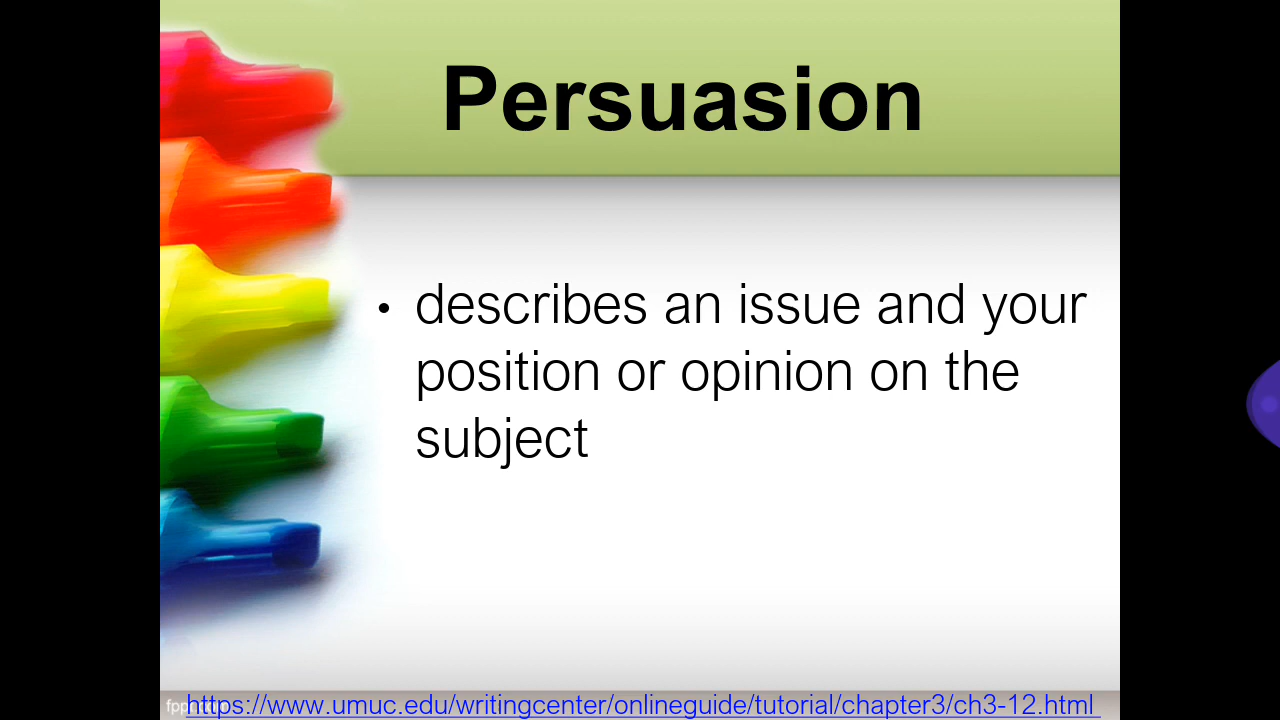 Persuasion
• describes an issue and your
position or opinion on the
subject
https://www.umuc.edu/writingcenter/onlineguide/tutorial/chapter3/ch3-12.html